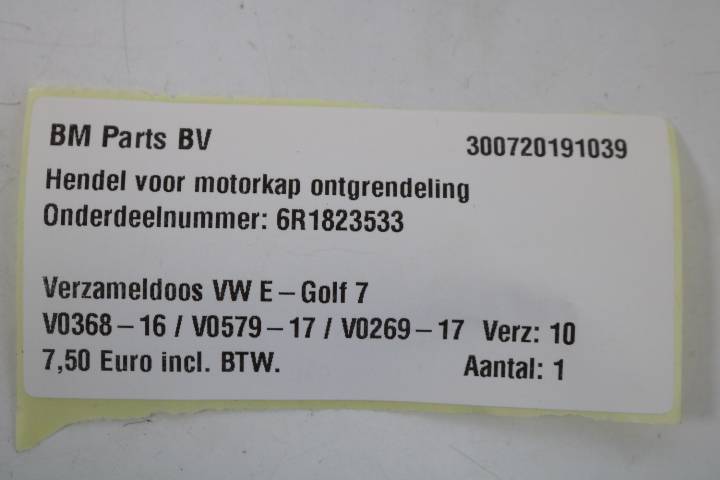 BM Parts BV 300720191039
Hendel voor motorkap ontgrendeling
Onderdeelnummer: 6R1823533
Verzameldoos VW E – Golf 7
V0368 – 16 / V0579 – 17 / V0269 – 17 Verz: 10
7,50 Euro incl. BTW. Aantal: 1